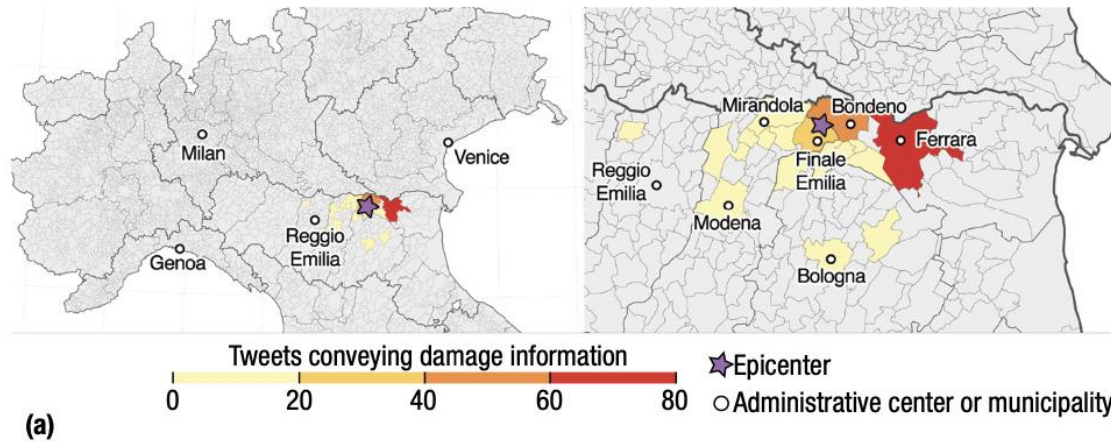 Milan
Venice
Reggio
Emilia
Genoa
Mirandola
Bondeno
Ferrara
Finale
Emilia
Reggio
Emilia
Modena
Bologna
Tweets conveying damage information
0 20 40 60 80
Epicenter
Administrative center or municipality
(a)